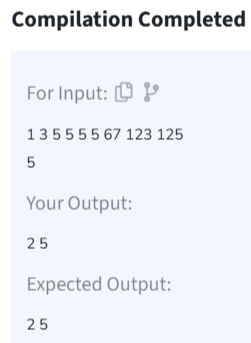 Compilation Completed
For Input:
1 3 5 5 5 5 67 123 125
5
Your Output:
2 5
Expected Output:
2 5